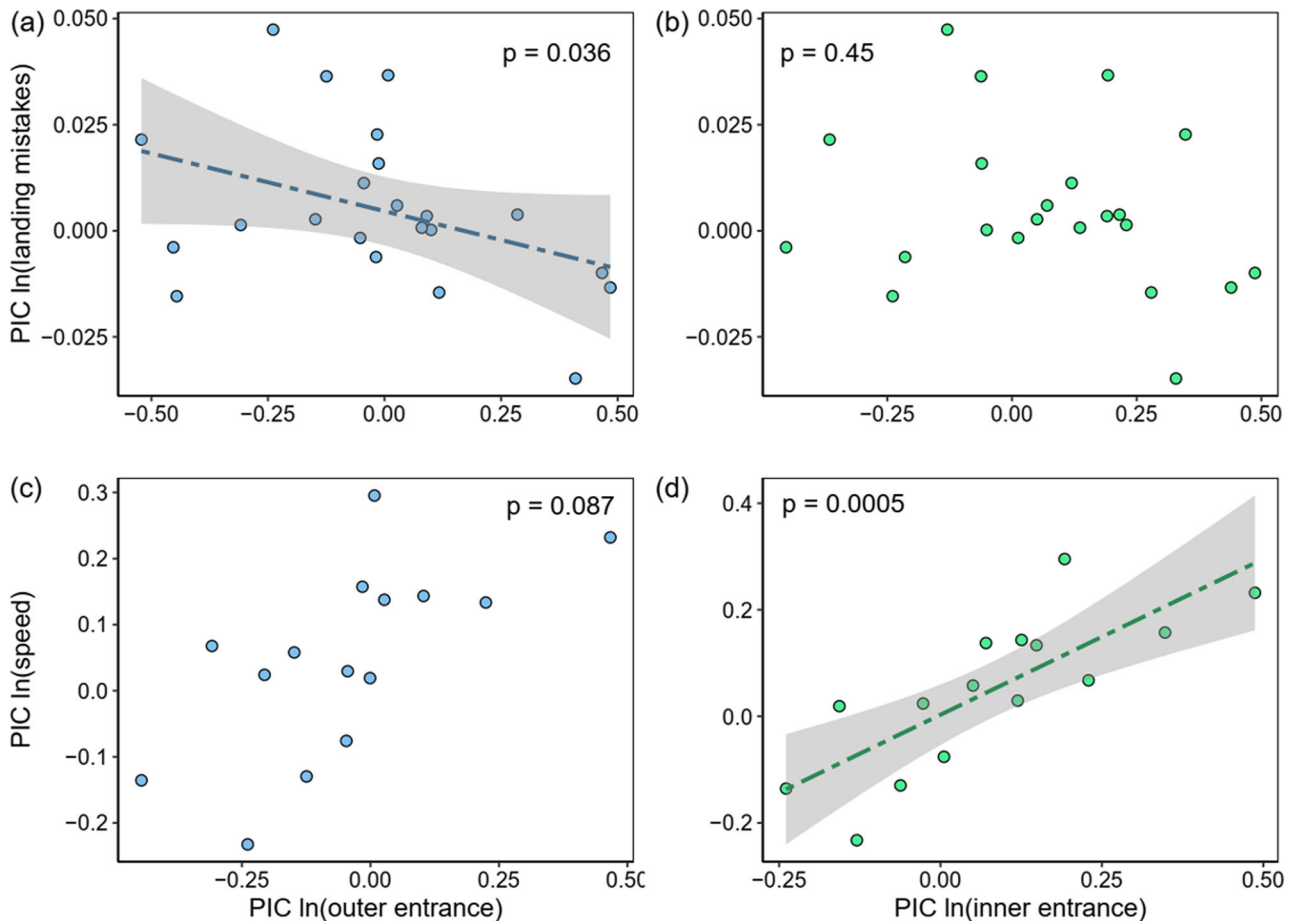 (a)
p = 0.036
PIC ln(landing mistakes)
0.050
0.025
0.000
−0.025
−0.50
−0.25
0.00
0.25
0.50
(b)
p = 0.45
0.050
0.025
0.000
−0.025
−0.25
0.00
0.25
0.50
(c)
p = 0.087
PIC ln(speed)
0.3
0.2
0.1
0.0
−0.1
−0.2
−0.25
0.00
0.25
0.50
PIC ln(outer entrance)
(d)
p = 0.0005
0.4
0.2
0.0
−0.2
−0.25
0.00
0.25
0.50
PIC ln(inner entrance)